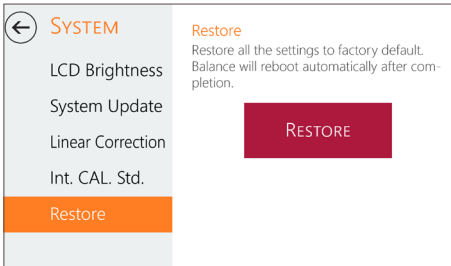 SYSTEM
LCD Brightness
System Update
Linear Correction
Int. CAL. Std.
Restore
Restore
Restore all the settings to factory default.
Balance will reboot automatically after com-
pletion.
RESTORE